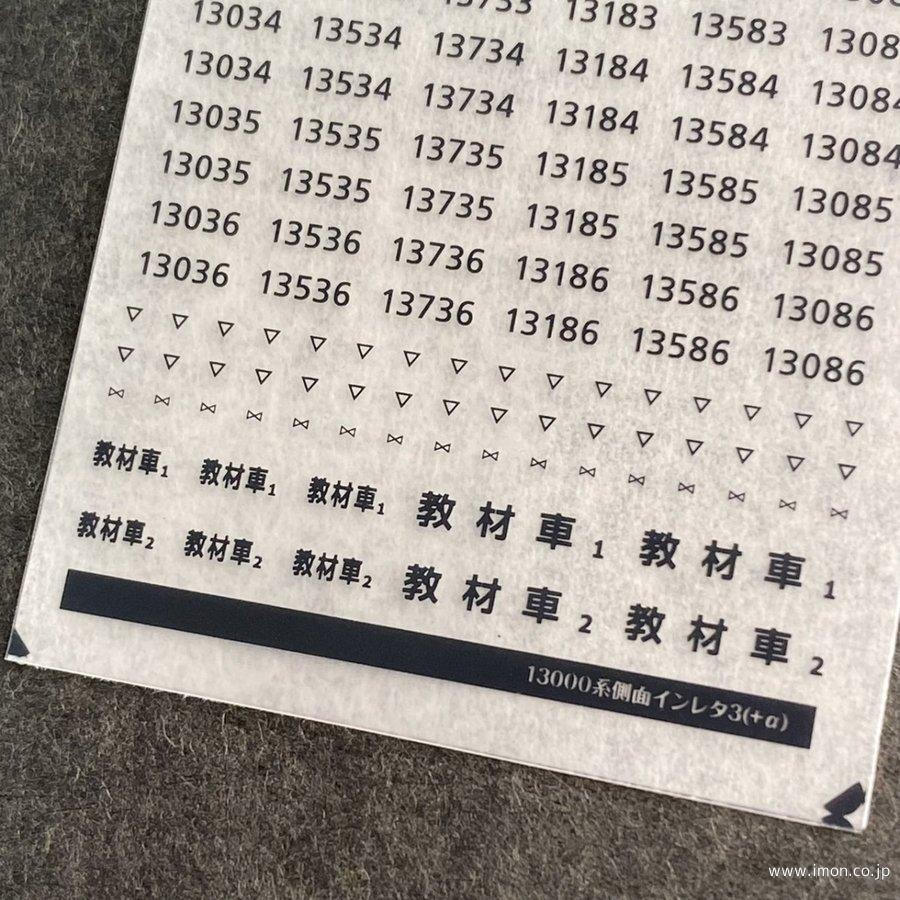 13733 13183 13583
13034 13534 13734 13184 13584 13084
13034 13534 13734 13184 13584 13084
13035 13535 13735 13185 13585 13085
13035 13535 13735 13185 13585 13085
13036 13536 13736 13186 13586 13086
13036 13536 13736 13186 13586 13086
▽ ▽ ▽ ▽ ▽ ▽ ▽ ▽ ▽ ▽ ▽ ▽ ▽ ▽ ▽ ▽
▽ ▽ ▽ ▽ ▽ ▽ ▽ ▽ ▽ ▽ ▽ ▽ ▽ ▽ ▽ ▽
⋈ ⋈ ⋈ ⋈ ⋈ ⋈ ⋈ ⋈ ⋈ ⋈ ⋈ ⋈ ⋈ ⋈ ⋈ ⋈
教材車1 教材車1 教材車1 教材車1 教材車1
教材車2 教材車2 教材車2 教材車2 教材車2
13000系側面インレタ3(+α)
www.imon.co.jp